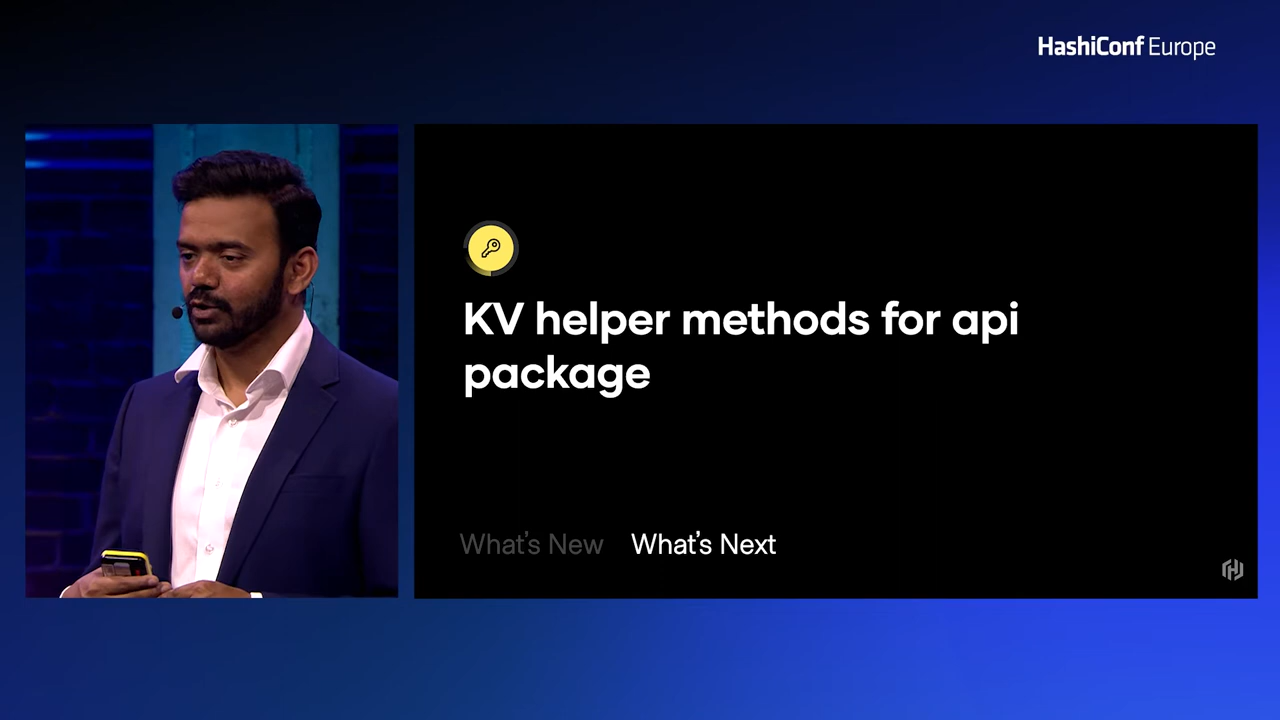 HashiConf Europe
KV helper methods for api
package
What's New What's Next